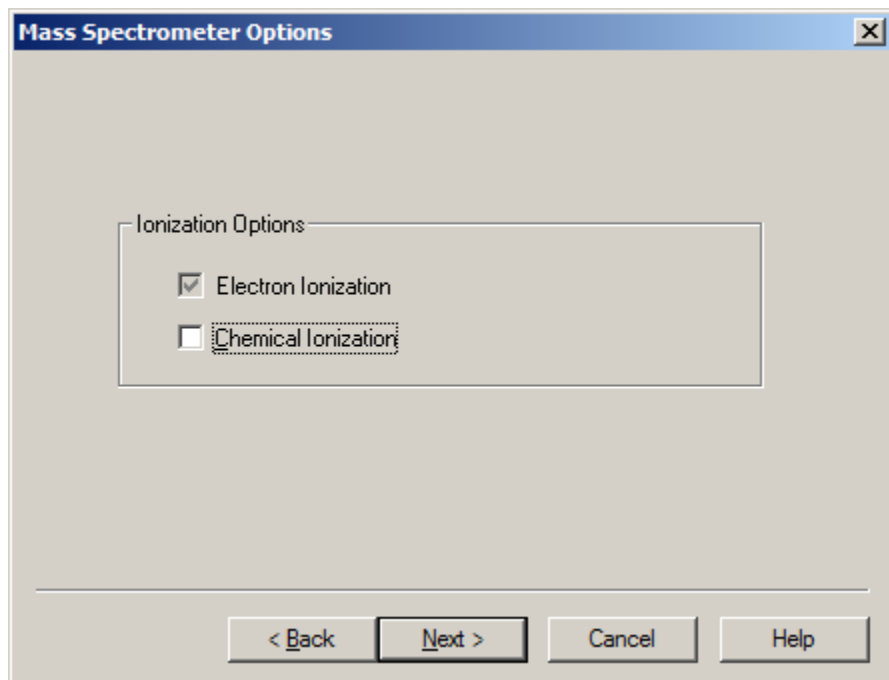 Mass Spectrometer Options
Ionization Options
Electron Ionization
Chemical Ionization
< Back Next > Cancel Help